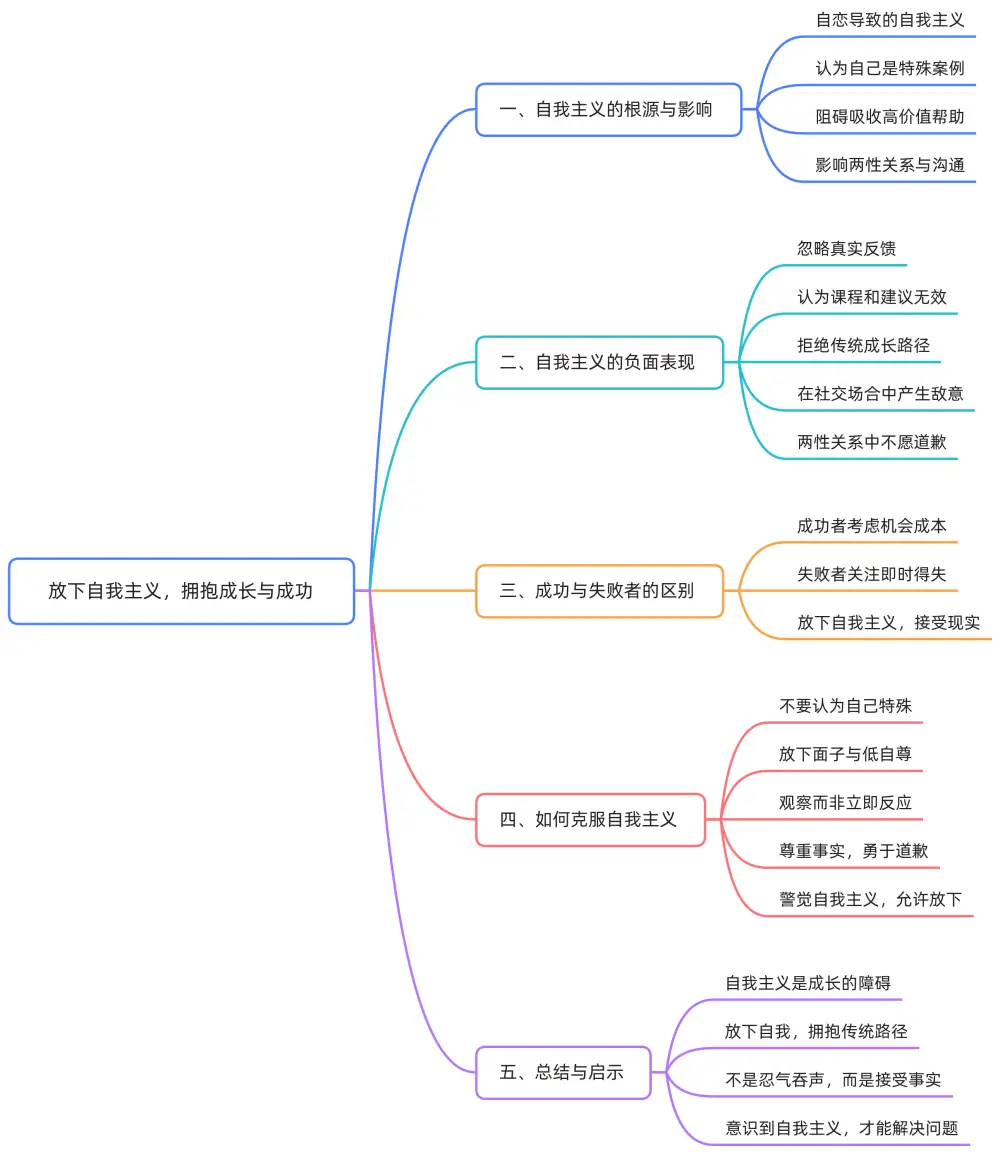 放下自我主义，拥抱成长与成功
一、自我主义的根源与影响
自恋导致的自我主义
认为自己是特殊案例
阻碍吸收高价值帮助
影响两性关系与沟通
二、自我主义的负面表现
忽略真实反馈
认为课程和建议无效
拒绝传统成长路径
在社交场合中产生敌意
两性关系中不愿道歉
三、成功与失败者的区别
成功者考虑机会成本
失败者关注即时得失
放下自我主义，接受现实
四、如何克服自我主义
不要认为自己特殊
放下面子与低自尊
观察而非立即反应
尊重事实，勇于道歉
警觉自我主义，允许放下
五、总结与启示
自我主义是成长的障碍
放下自我，拥抱传统路径
不是忍气吞声，而是接受事实
意识到自我主义，才能解决问题